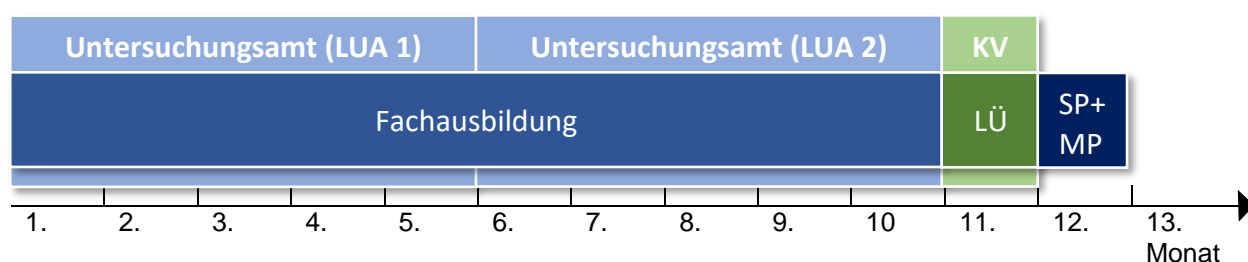 Untersuchungsamt (LUA 1) Untersuchungsamt (LUA 2) KV
Fachausbildung LÜ SP+
MP
1. 2. 3. 4. 5. 6. 7. 8. 9. 10 11. 12. 13.
Monat